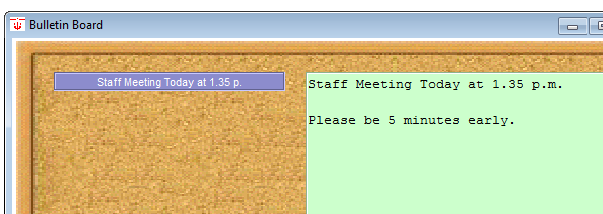 Bulletin Board
Staff Meeting Today at 1.35 p.
Staff Meeting Today at 1.35 p.m.
Please be 5 minutes early.